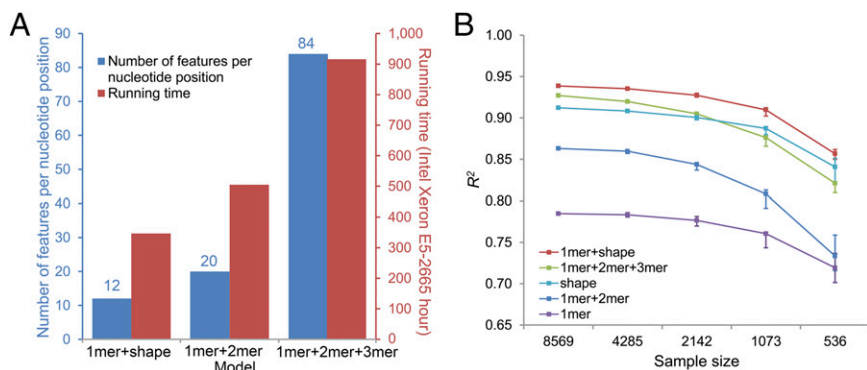 A
Number of features per nucleotide position
90
80
70
60
50
40
30
20
10
0
Number of features per
nucleotide position
Running time
12
20
84
1mer+shape
1mer+2mer
1mer+2mer+3mer
Model
1,000
900
800
700
600
500
400
300
200
100
0
Running time (Intel Xeron E5-2665 hour)
B
R²
1.00
0.95
0.90
0.85
0.80
0.75
0.70
0.65
1mer+shape
1mer+2mer+3mer
shape
1mer+2mer
1mer
8569
4285
2142
1073
536
Sample size